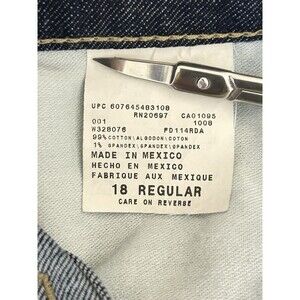 UPC 607645483108
RN20697 CA01095
001 1008
W328076 PD114RDA
99% COTTON\ALGODON\COTTON
1% SPANDEX\SPANDEX\SPANDEX
MADE IN MEXICO
HECHO EN MEXICO
FABRIQUE AUX MEXIQUE
18 REGULAR
CARE ON REVERSE